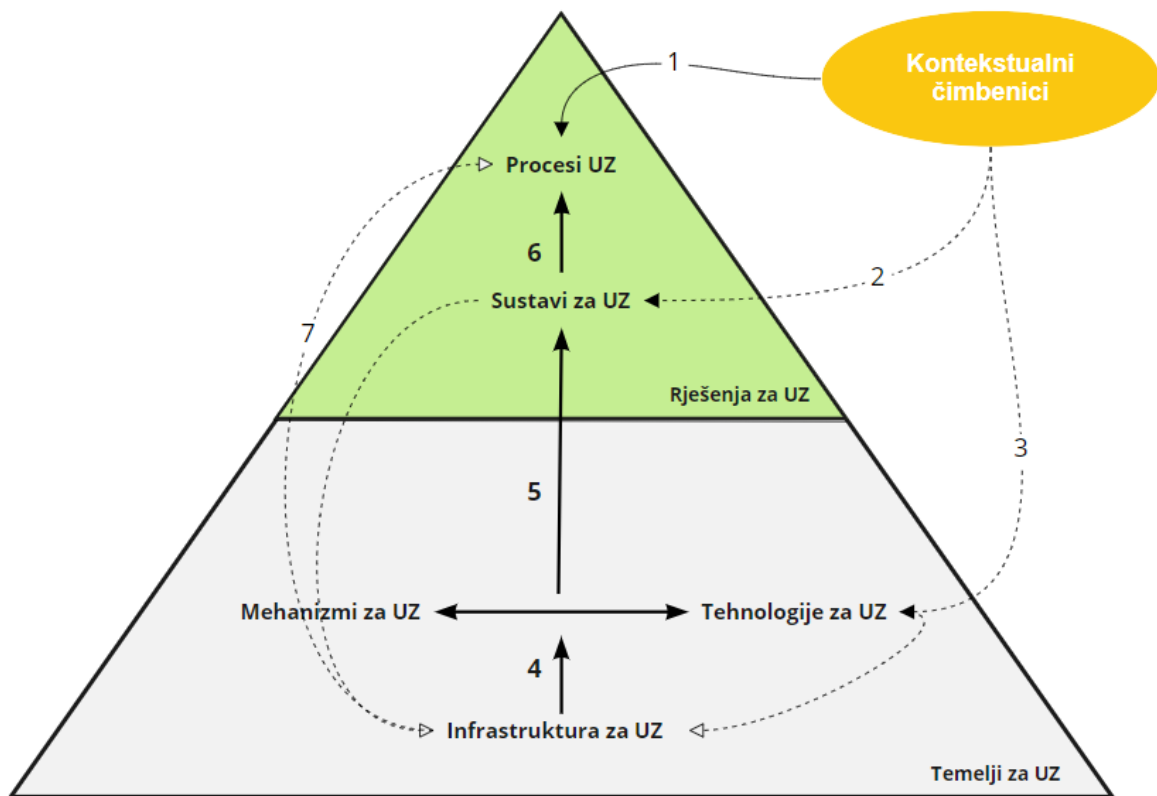 Kontekstualni
čimbenici
1
Procesi UZ
6
2
Sustavi za UZ
7
Rješenja za UZ
3
5
Mehanizmi za UZ
Tehnologije za UZ
4
Infrastruktura za UZ
Temelji za UZ